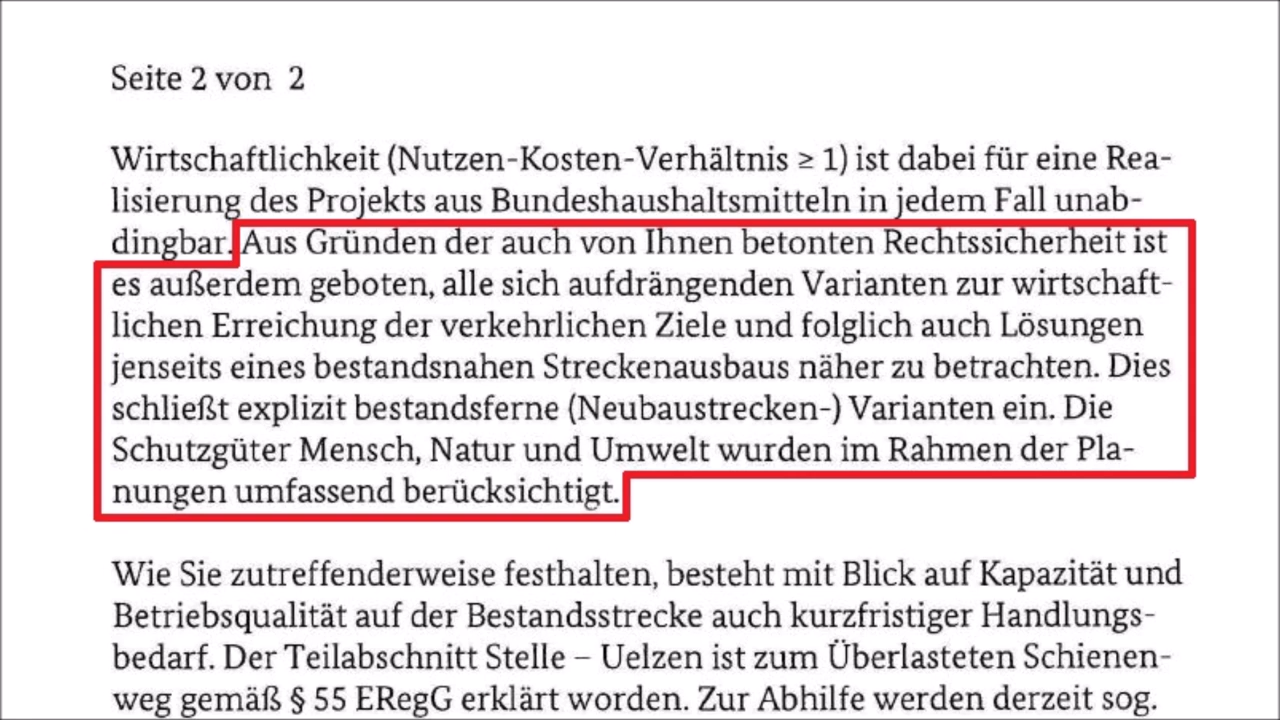 Seite 2 von 2
Wirtschaftlichkeit (Nutzen-Kosten-Verhältnis ≥ 1) ist dabei für eine Rea-
lisierung des Projekts aus Bundeshaushaltsmitteln in jedem Fall unab-
dingbar. Aus Gründen der auch von Ihnen betonten Rechtssicherheit ist
es außerdem geboten, alle sich aufdrängenden Varianten zur wirtschaft-
lichen Erreichung der verkehrlichen Ziele und folglich auch Lösungen
jenseits eines bestandsnahen Streckenausbaus näher zu betrachten. Dies
schließt explizit bestandsferne (Neubaustrecken-) Varianten ein. Die
Schutzgüter Mensch, Natur und Umwelt wurden im Rahmen der Pla-
nungen umfassend berücksichtigt.
Wie Sie zutreffenderweise festhalten, besteht mit Blick auf Kapazität und
Betriebsqualität auf der Bestandsstrecke auch kurzfristiger Handlungs-
bedarf. Der Teilabschnitt Stelle – Uelzen ist zum Überlasteten Schienen-
weg gemäß § 55 ERegG erklärt worden. Zur Abhilfe werden derzeit sog.